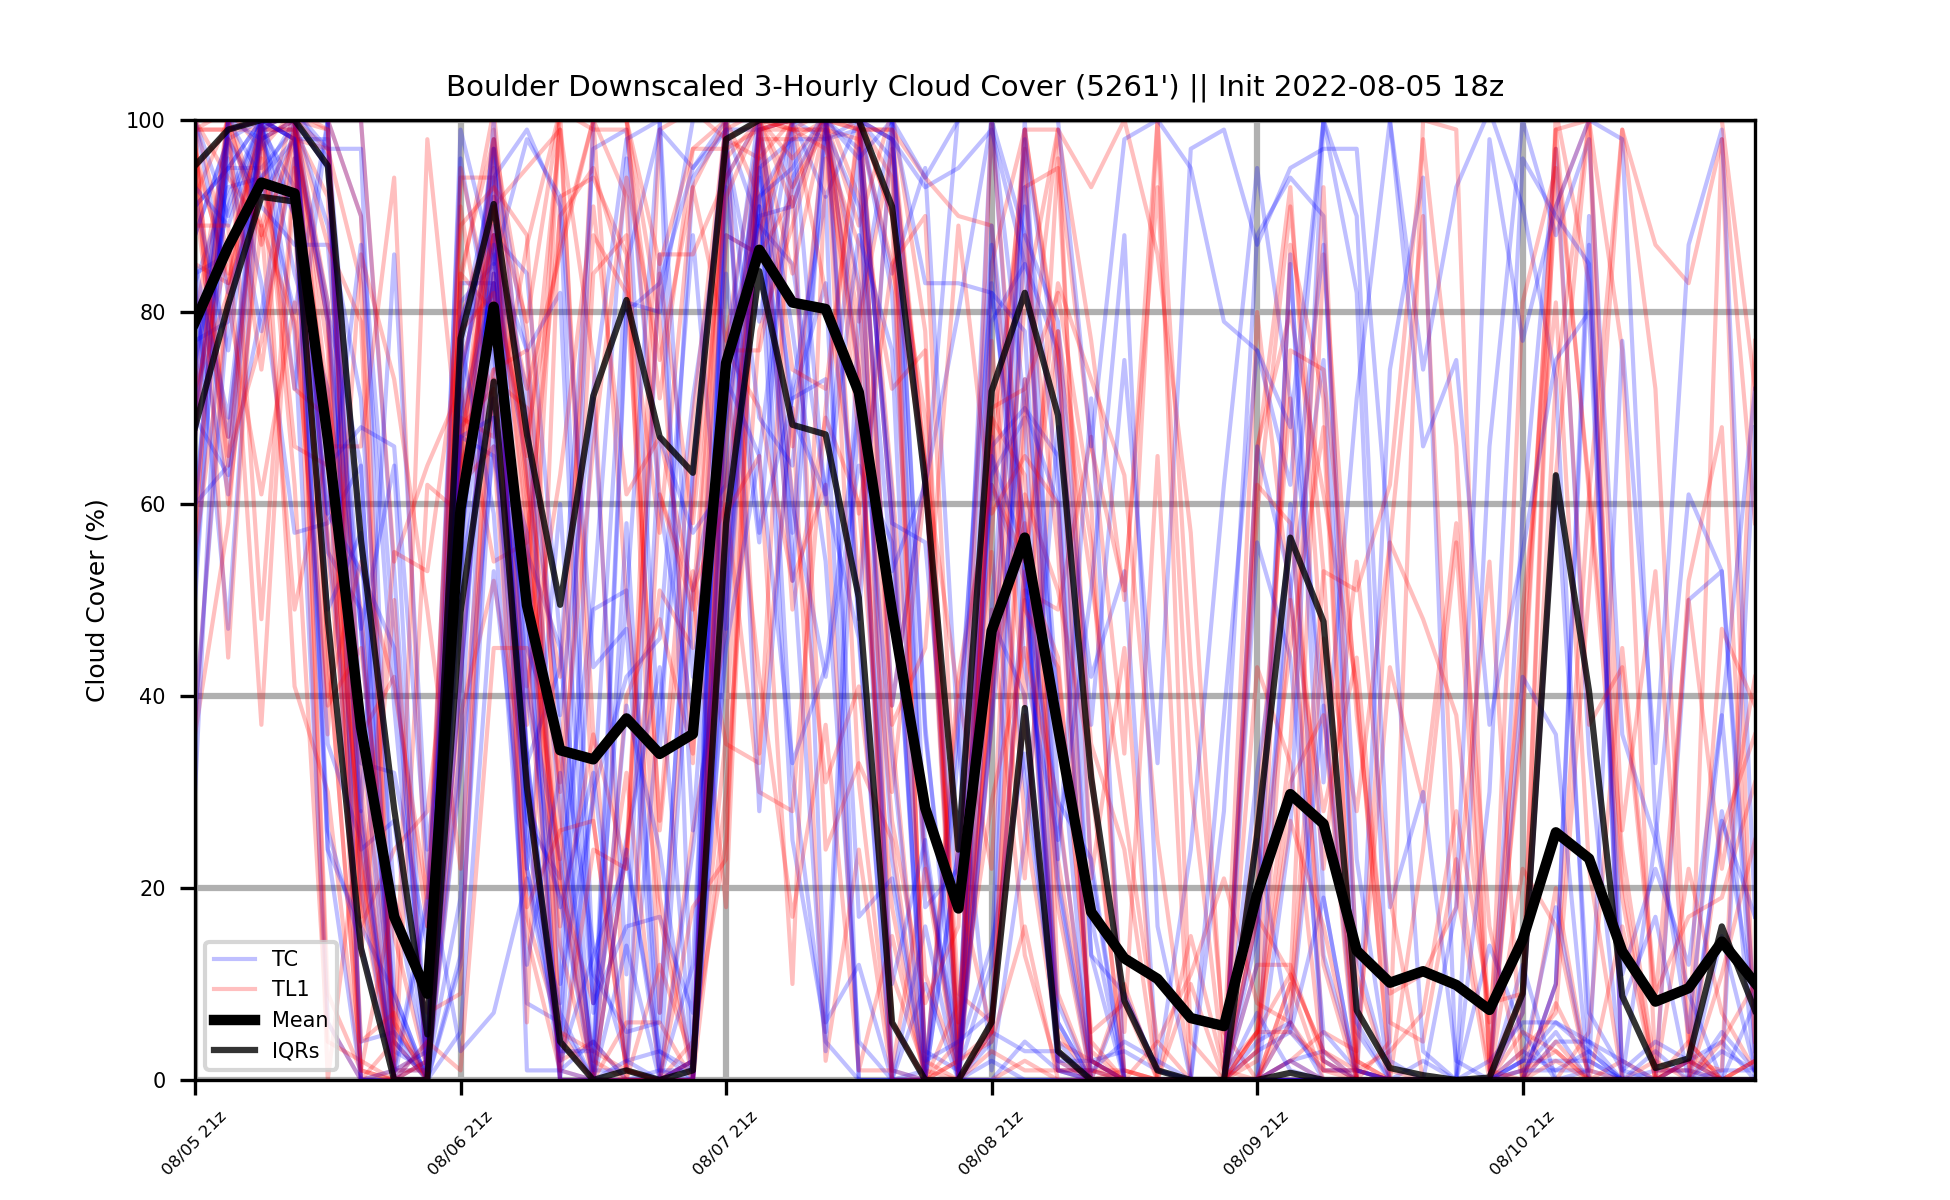 Boulder Downscaled 3-Hourly Cloud Cover (5261') || Init 2022-08-05 18z
Cloud Cover (%)
100
80
60
40
20
0
TC
TL1
Mean
IQRs
08/05 21z
08/06 21z
08/07 21z
08/08 21z
08/09 21z
08/10 21z